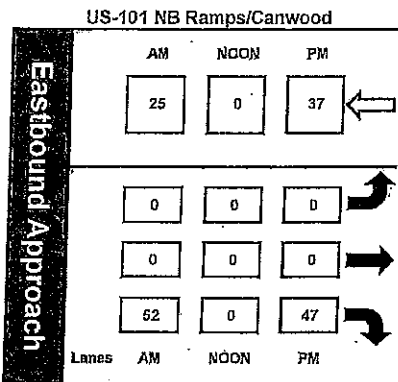 US-101 NB Ramps/Canwood
AM NOON PM
Eastbound Approach
25 0 37
0 0 0
0 0 0
52 0 47
Lanes AM NOON PM